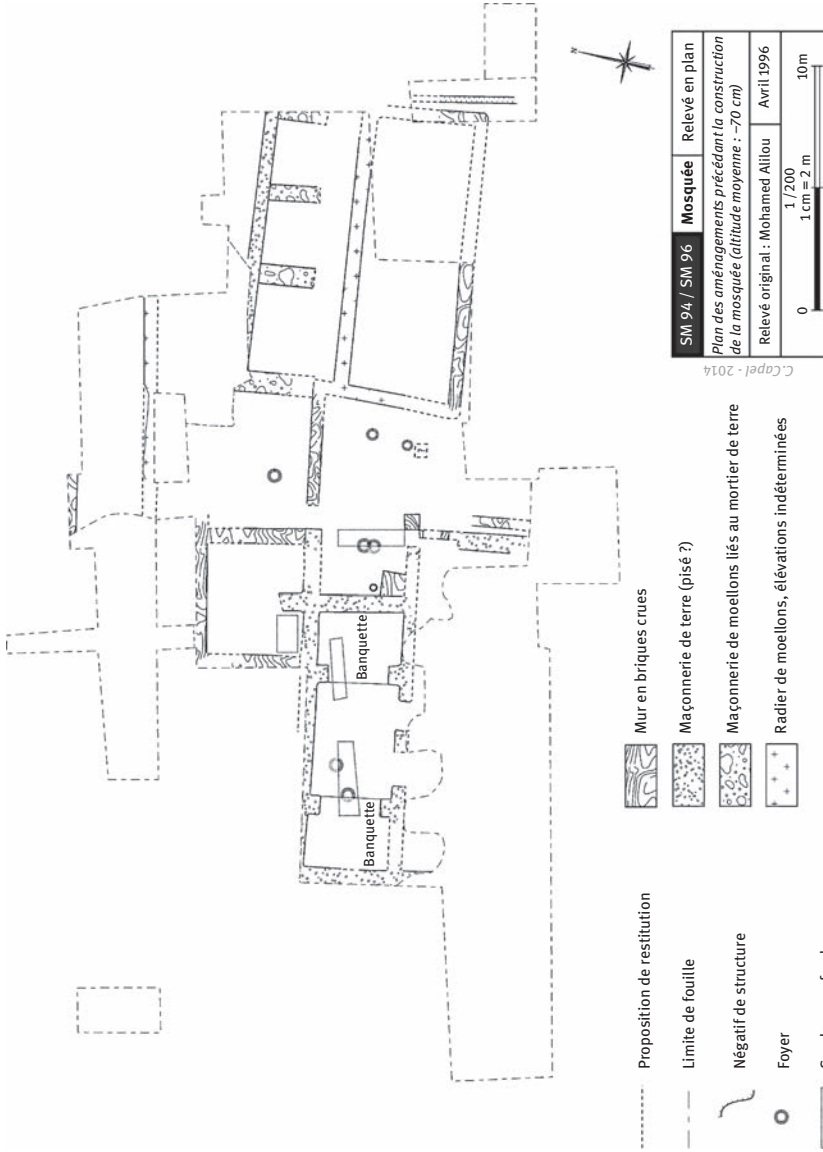 N
Banquette
Banquette
SM 94 / SM 96
Mosquée
Relevé en plan
Plan des aménagements précédant la construction
de la mosquée (altitude moyenne : –70 cm)
Relevé original : Mohamed Alilou
Avril 1996
1 /200
1 cm = 2 m
0
10m
C.Capel - 2014
Proposition de restitution
Limite de fouille
Négatif de structure
Foyer
Mur en briques crues
Maçonnerie de terre (pisé ?)
Maçonnerie de moellons liés au mortier de terre
Radier de moellons, élévations indéterminées